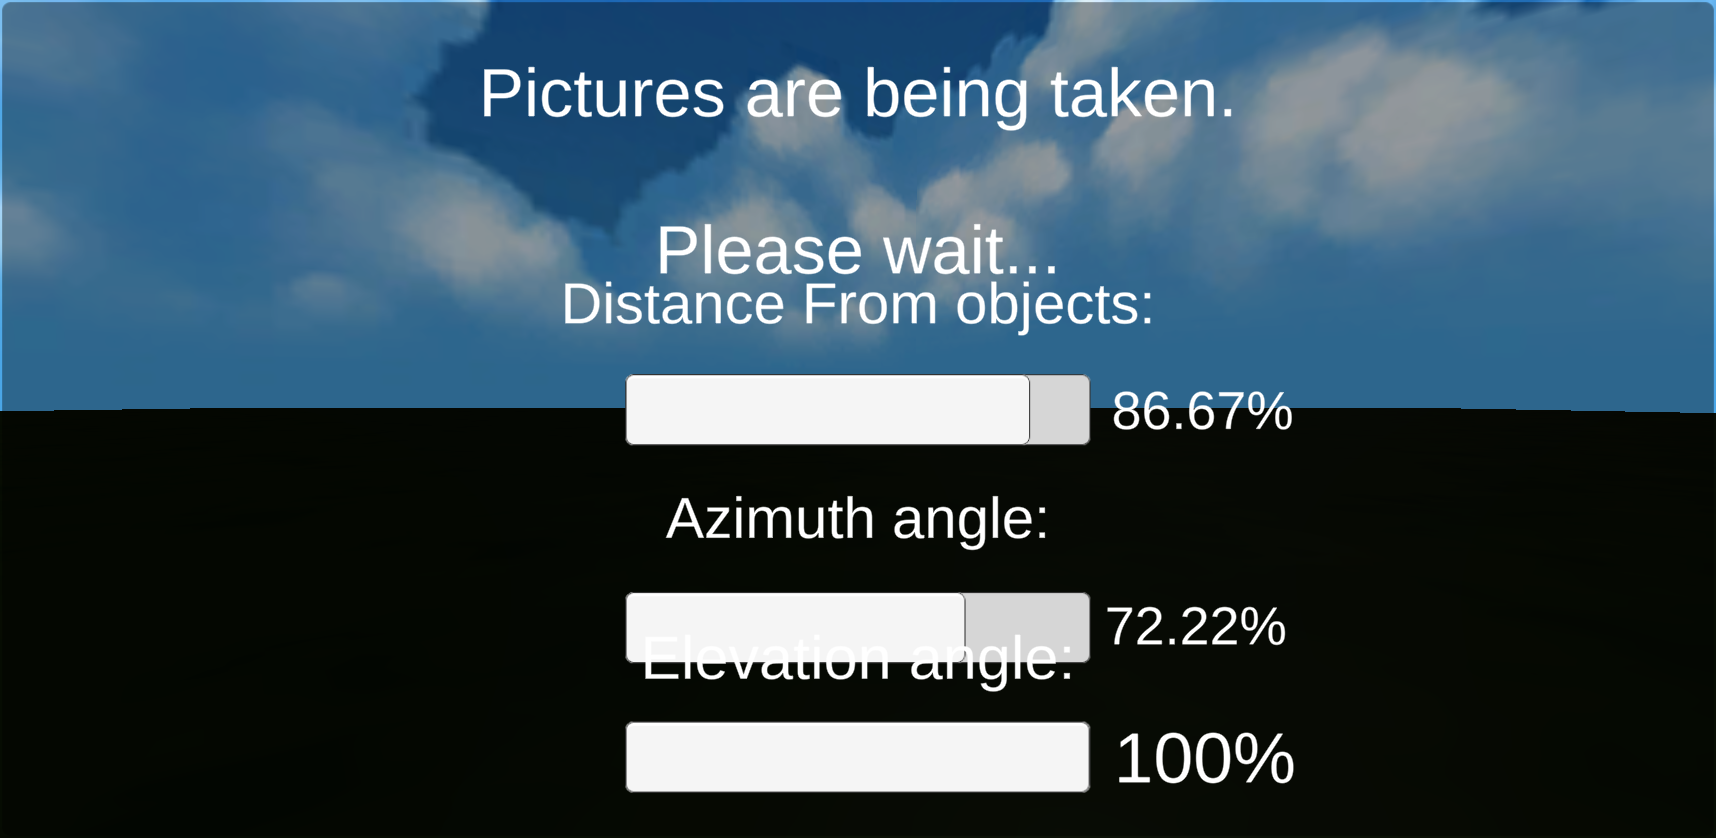 Pictures are being taken.
Please wait...
Distance From objects:
86.67%
Azimuth angle:
72.22%
Elevation angle:
100%